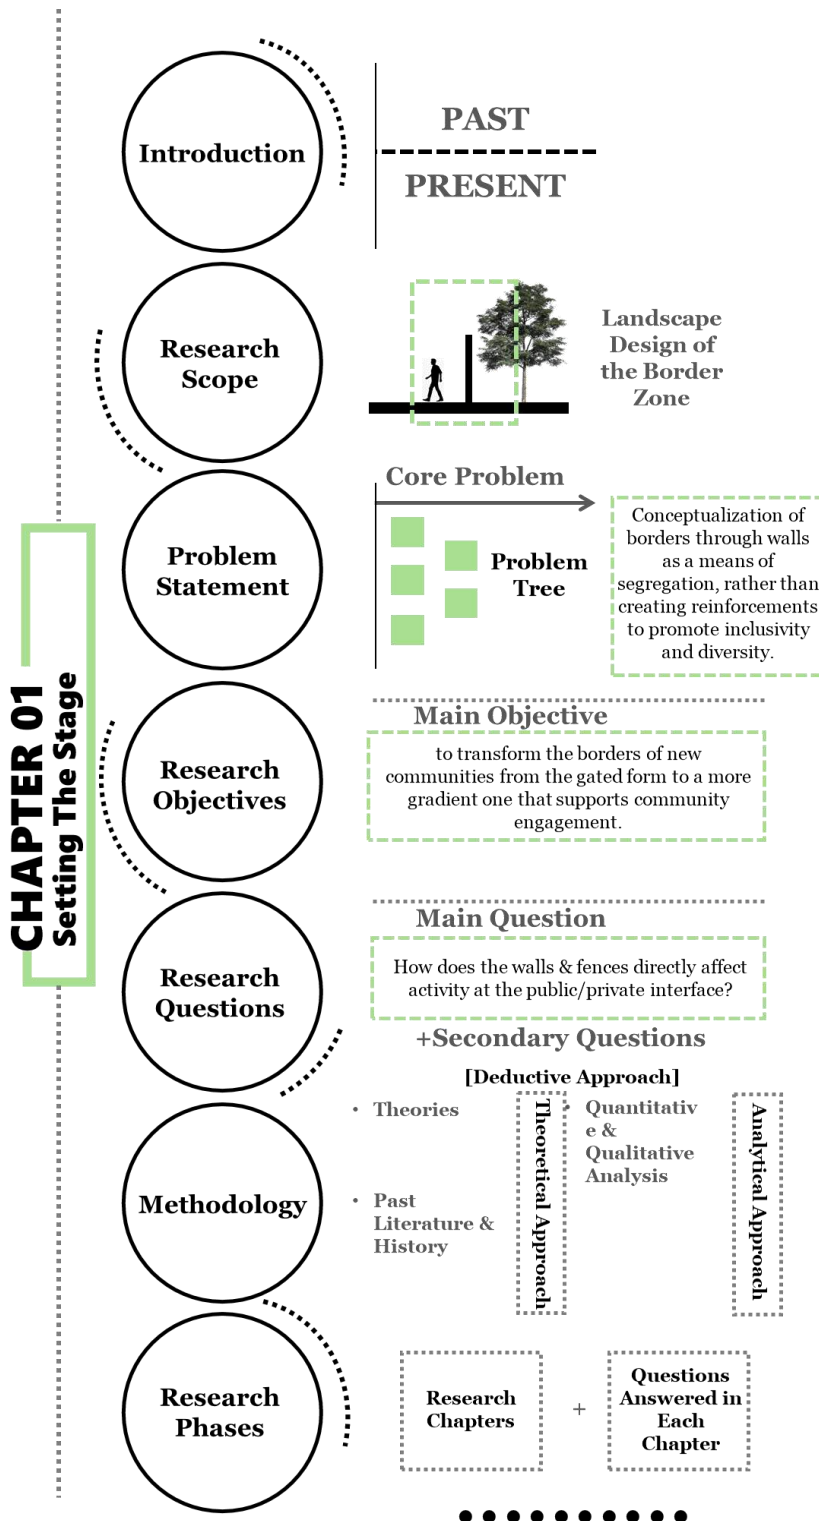 CHAPTER 01
Setting The Stage
Introduction
PAST
PRESENT
Research
Scope
Landscape
Design of
the Border
Zone
Problem
Statement
Core Problem
Problem
Tree
Conceptualization of
borders through walls
as a means of
segregation, rather than
creating reinforcements
to promote inclusivity
and diversity.
Research
Objectives
Main Objective
to transform the borders of new
communities from the gated form to a more
gradient one that supports community
engagement.
Research
Questions
Main Question
How does the walls & fences directly affect
activity at the public/private interface?
+Secondary Questions
Methodology
[Deductive Approach]
• Theories
• Past
Literature &
History
Theoretical Approach
• Quantitativ
e &
Qualitative
Analysis
Analytical Approach
Research
Phases
Research
Chapters
+
Questions
Answered in
Each
Chapter